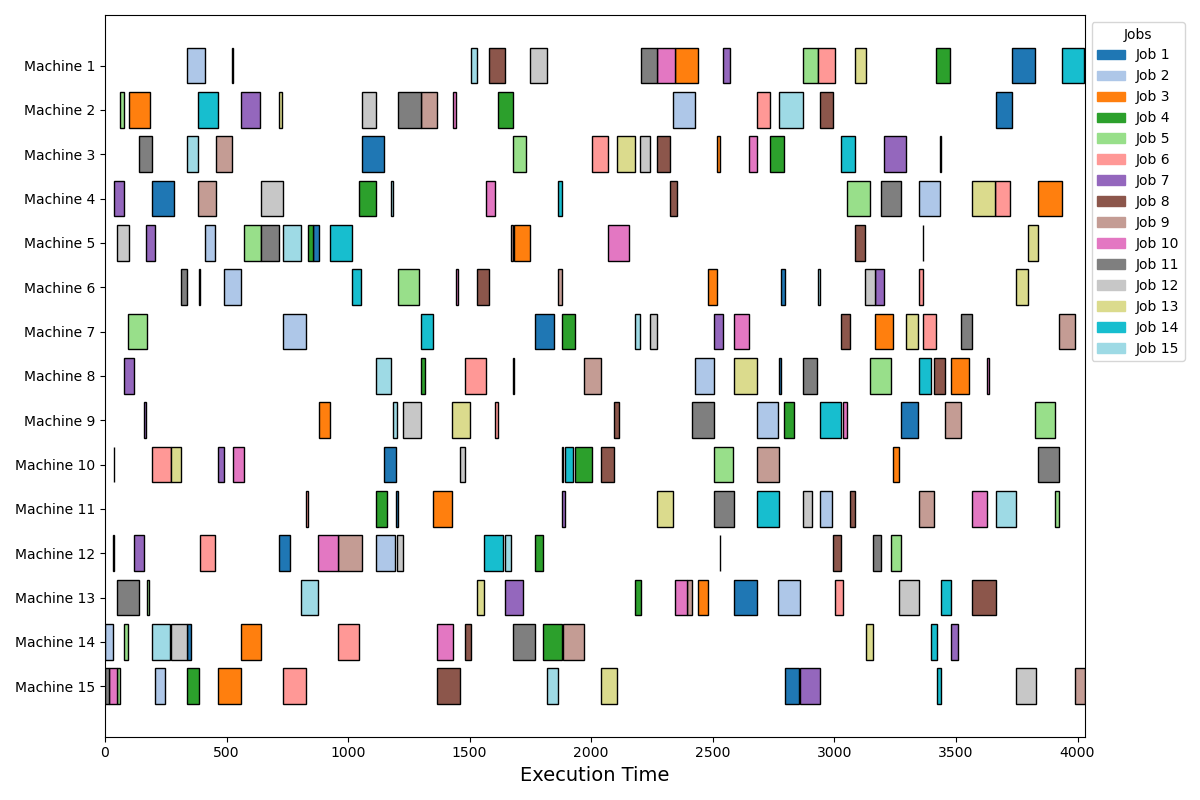 Machine 1
Machine 2
Machine 3
Machine 4
Machine 5
Machine 6
Machine 7
Machine 8
Machine 9
Machine 10
Machine 11
Machine 12
Machine 13
Machine 14
Machine 15
0 500 1000 1500 2000 2500 3000 3500 4000
Execution Time
Jobs
Job 1
Job 2
Job 3
Job 4
Job 5
Job 6
Job 7
Job 8
Job 9
Job 10
Job 11
Job 12
Job 13
Job 14
Job 15